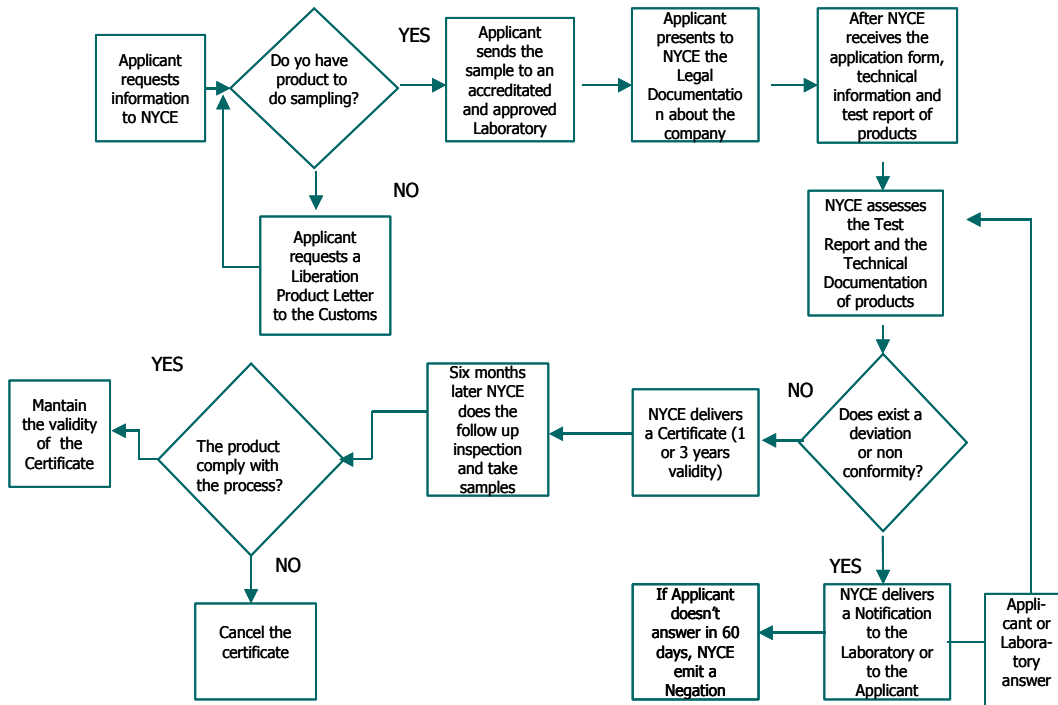 Applicant
requests
information
to NYCE
Do yo have
product to
do sampling?
YES
Applicant
sends the
sample to an
accreditated
and approved
Laboratory
Applicant
presents to
NYCE the
Legal
Documentatio
n about the
company
After NYCE
receives the
application form,
technical
information and
test report of
products
NO
Applicant
requests a
Liberation
Product Letter
to the Customs
NYCE assesses
the Test
Report and the
Technical
Documentation
of products
Does exist a
deviation
or non
conformity?
NO
NYCE delivers
a Certificate (1
or 3 years
validity)
Six months
later NYCE
does the
follow up
inspection
and take
samples
The product
comply with
the process?
YES
Mantain
the validity
of the
Certificate
NO
Cancel the
certificate
YES
NYCE delivers
a Notification
to the
Laboratory or
to the
Applicant
If Applicant
doesn't
answer in 60
days, NYCE
emit a
Negation
Appli-
cant or
Labora-
tory
answer